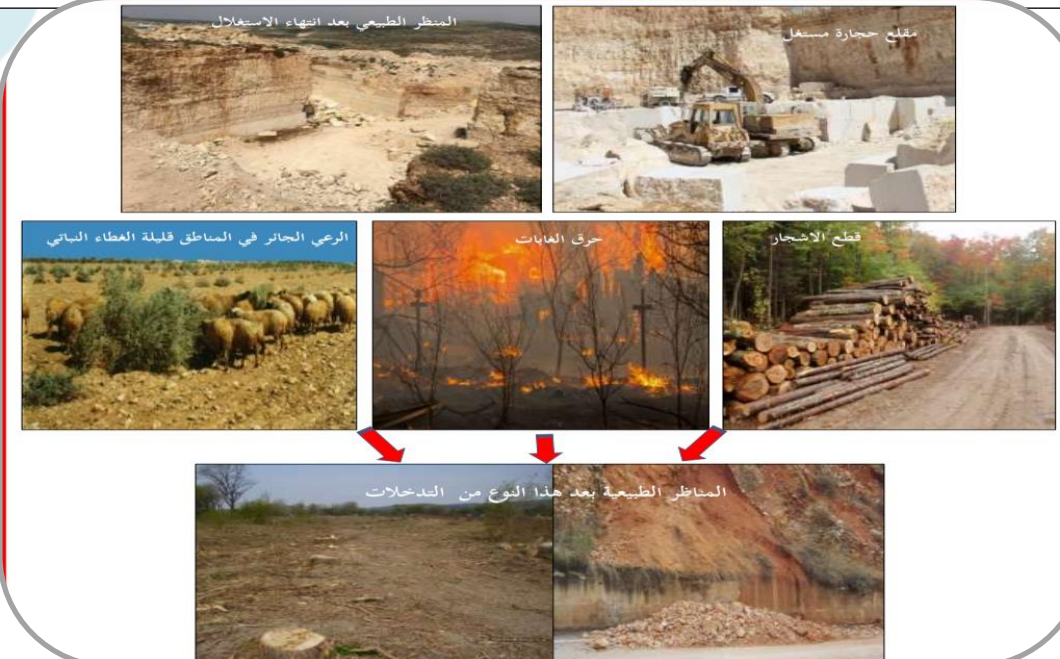 مقلع حجارة مستغل
المنظر الطبيعي بعد انتهاء الاستغلال
قطع الاشجار
حرق الغابات
الرعي الجائر في المناطق قليلة الغطاء النباتي
المناظر الطبيعية بعد هذا النوع من التدخلات